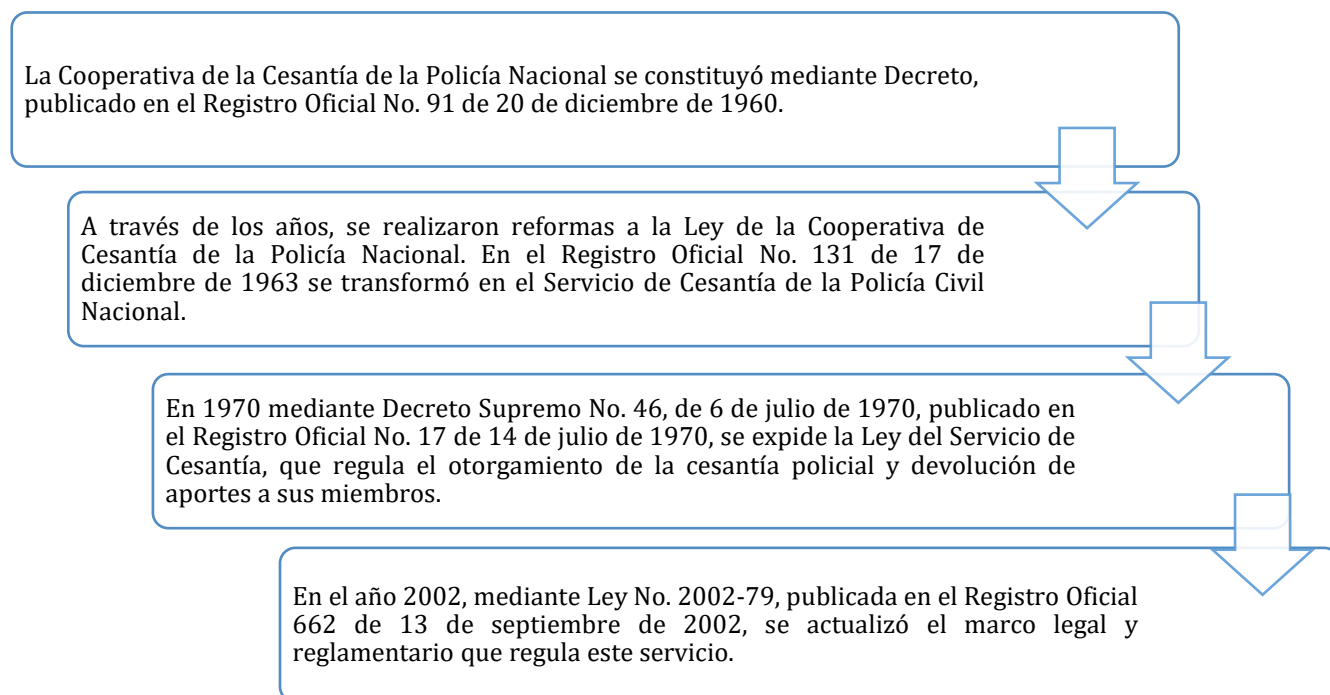 La Cooperativa de la Cesantía de la Policía Nacional se constituyó mediante Decreto,
publicado en el Registro Oficial No. 91 de 20 de diciembre de 1960.
A través de los años, se realizaron reformas a la Ley de la Cooperativa de
Cesantía de la Policía Nacional. En el Registro Oficial No. 131 de 17 de
diciembre de 1963 se transformó en el Servicio de Cesantía de la Policía Civil
Nacional.
En 1970 mediante Decreto Supremo No. 46, de 6 de julio de 1970, publicado en
el Registro Oficial No. 17 de 14 de julio de 1970, se expide la Ley del Servicio de
Cesantía, que regula el otorgamiento de la cesantía policial y devolución de
aportes a sus miembros.
En el año 2002, mediante Ley No. 2002-79, publicada en el Registro Oficial
662 de 13 de septiembre de 2002, se actualizó el marco legal y
reglamentario que regula este servicio.